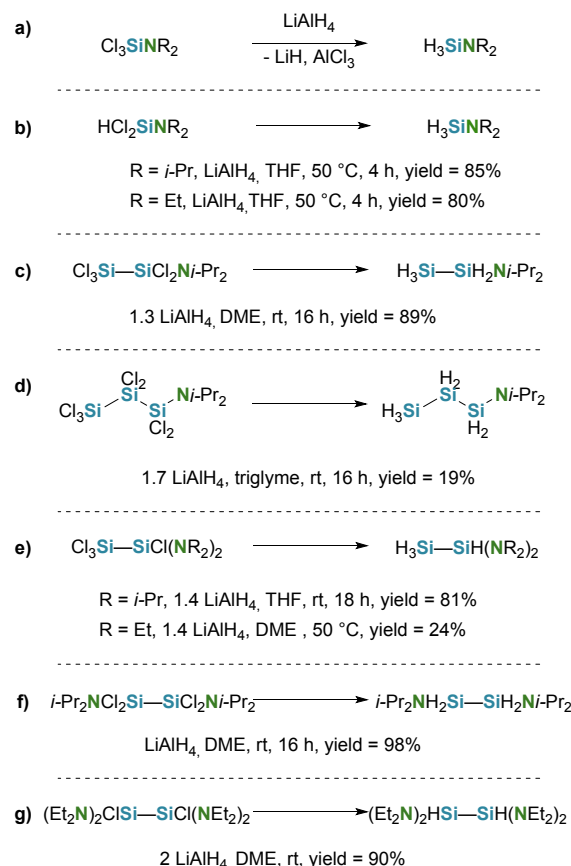 a) Cl₃SiNR₂ LiAlH₄ H₃SiNR₂
- LiH, AlCl₃
b) HCl₂SiNR₂ H₃SiNR₂
R = i-Pr, LiAlH₄, THF, 50 °C, 4 h, yield = 85%
R = Et, LiAlH₄, THF, 50 °C, 4 h, yield = 80%
c) Cl₃Si—SiCl₂Ni-Pr₂ H₃Si—SiH₂Ni-Pr₂
1.3 LiAlH₄, DME, rt, 16 h, yield = 89%
d) Cl₃Si Cl₂ Si Si Cl₂ Ni-Pr₂ H₃Si H₂ Si Si H₂ Ni-Pr₂
1.7 LiAlH₄, triglyme, rt, 16 h, yield = 19%
e) Cl₃Si—SiCl(NR₂)₂ H₃Si—SiH(NR₂)₂
R = i-Pr, 1.4 LiAlH₄, THF, rt, 18 h, yield = 81%
R = Et, 1.4 LiAlH₄, DME , 50 °C, yield = 24%
f) i-Pr₂NCl₂Si—SiCl₂Ni-Pr₂ i-Pr₂NH₂Si—SiH₂Ni-Pr₂
LiAlH₄, DME, rt, 16 h, yield = 98%
g) (Et₂N)₂ClSi—SiCl(NEt₂)₂ (Et₂N)₂HSi—SiH(NEt₂)₂
2 LiAlH₄, DME, rt, yield = 90%